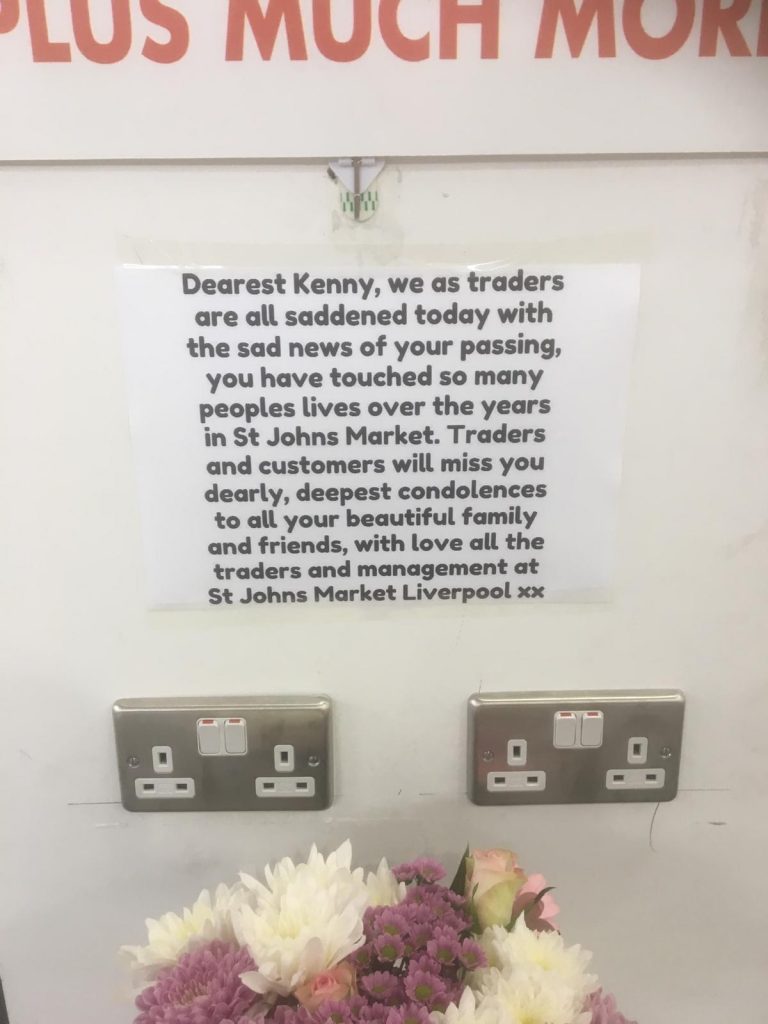 PLUS MUCH MORE
Dearest Kenny, we as traders
are all saddened today with
the sad news of your passing,
you have touched so many
peoples lives over the years
in St Johns Market. Traders
and customers will miss you
dearly, deepest condolences
to all your beautiful family
and friends, with love all the
traders and management at
St Johns Market Liverpool xx